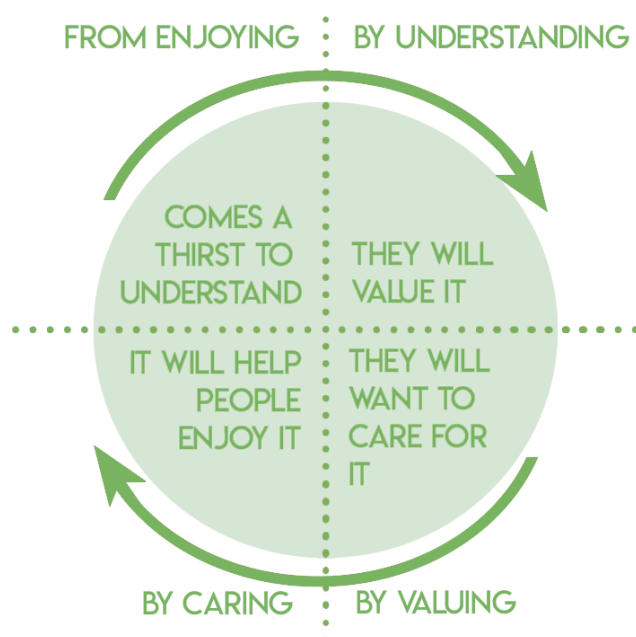 FROM ENJOYING
COMES A
THIRST TO
UNDERSTAND
BY UNDERSTANDING
THEY WILL
VALUE IT
BY VALUING
THEY WILL
WANT TO
CARE FOR
IT
BY CARING
IT WILL HELP
PEOPLE
ENJOY IT